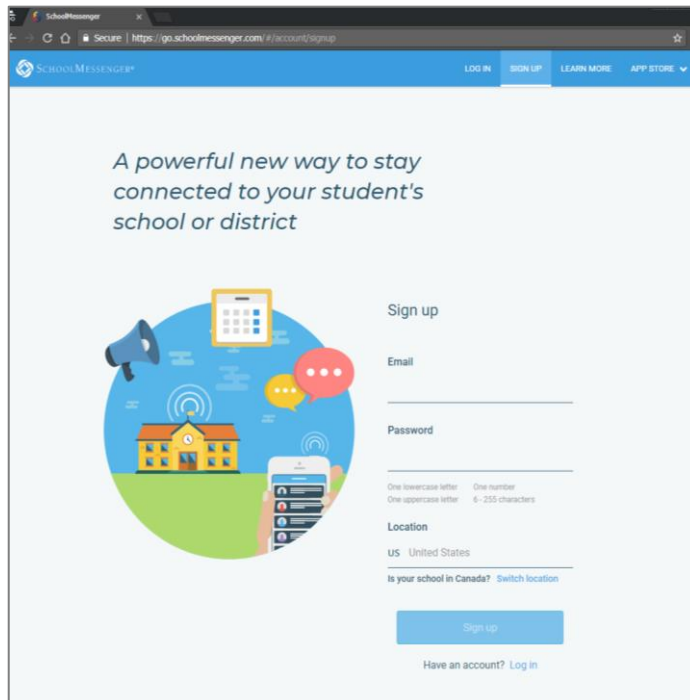 SchoolMessenger
Secure | https://go.schoolmessenger.com/#/account/signup
SCHOOLMESSENGER®
LOG IN SIGN UP LEARN MORE APP STORE
A powerful new way to stay
connected to your student's
school or district
Sign up
Email
Password
One lowercase letter One number
One uppercase letter 6 - 255 characters
Location
US United States
Is your school in Canada? Switch location
Sign up
Have an account? Log in